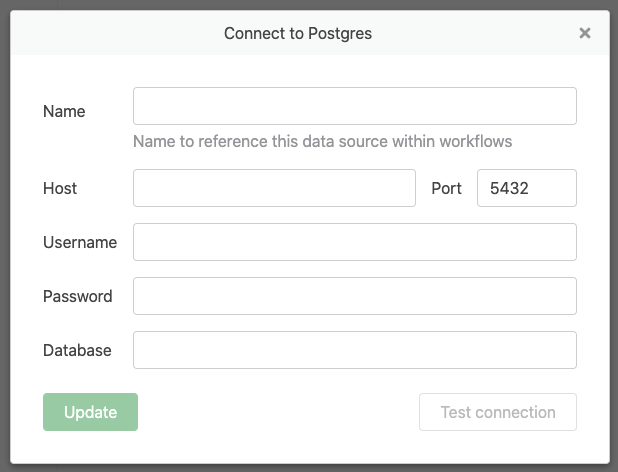 Connect to Postgres ×
Name
Name to reference this data source within workflows
Host Port 5432
Username
Password
Database
Update Test connection